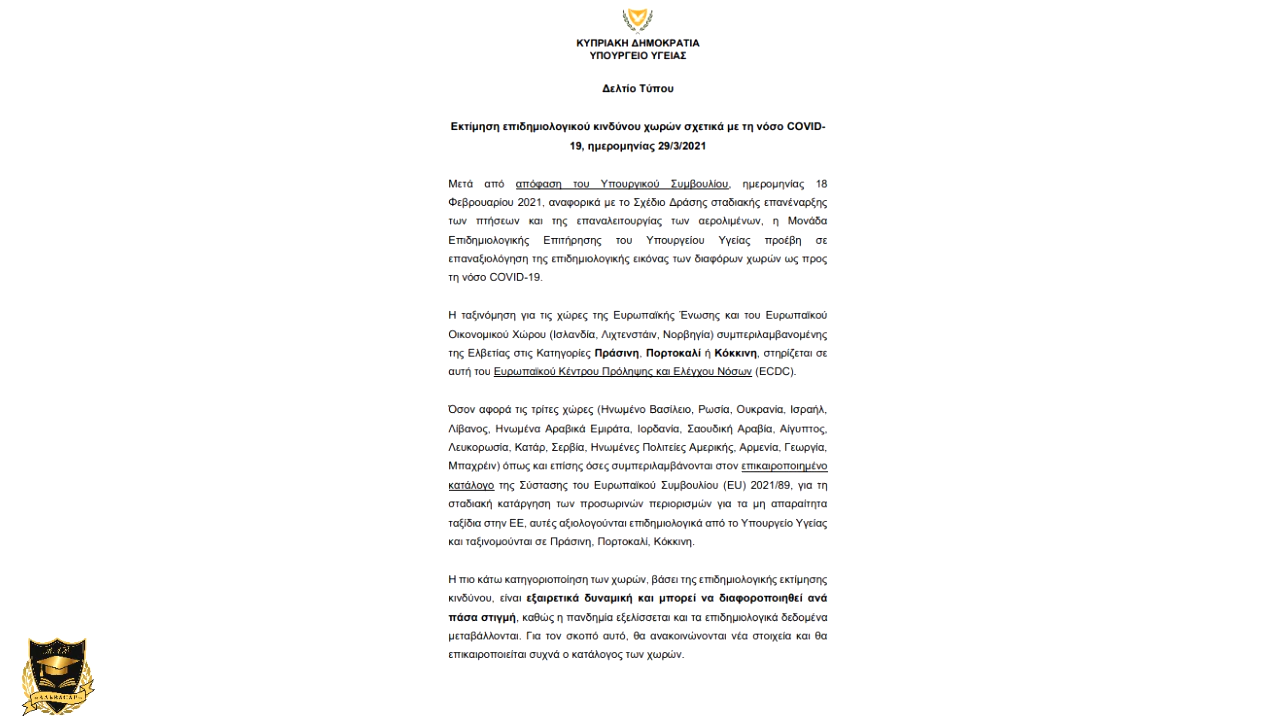 ΚΥΠΡΙΑΚΗ ΔΗΜΟΚΡΑΤΙΑ
ΥΠΟΥΡΓΕΙΟ ΥΓΕΙΑΣ
Δελτίο Τύπου
Εκτίμηση επιδημιολογικού κινδύνου χωρών σχετικά με τη νόσο COVID-
19, ημερομηνίας 29/3/2021
Μετά από απόφαση του Υπουργικού Συμβουλίου, ημερομηνίας 18
Φεβρουαρίου 2021, αναφορικά με το Σχέδιο Δράσης σταδιακής επανέναρξης
των πτήσεων και της επαναλειτουργίας των αερολιμένων, η Μονάδα
Επιδημιολογικής Επιτήρησης του Υπουργείου Υγείας προέβη σε
επαναξιολόγηση της επιδημιολογικής εικόνας των διαφόρων χωρών ως προς
τη νόσο COVID-19.
Η ταξινόμηση για τις χώρες της Ευρωπαϊκής Ένωσης και του Ευρωπαϊκού
Οικονομικού Χώρου (Ισλανδία, Λιχτενστάιν, Νορβηγία) συμπεριλαμβανομένης
της Ελβετίας στις Κατηγορίες Πράσινη, Πορτοκαλί ή Κόκκινη, στηρίζεται σε
αυτή του Ευρωπαϊκού Κέντρου Πρόληψης και Ελέγχου Νόσων (ECDC).
Όσον αφορά τις τρίτες χώρες (Ηνωμένο Βασίλειο, Ρωσία, Ουκρανία, Ισραήλ,
Λίβανος, Ηνωμένα Αραβικά Εμιράτα, Ιορδανία, Σαουδική Αραβία, Αίγυπτος,
Λευκορωσία, Κατάρ, Σερβία, Ηνωμένες Πολιτείες Αμερικής, Αρμενία, Γεωργία,
Μπαχρέιν) όπως και επίσης όσες συμπεριλαμβάνονται στον επικαιροποιημένο
κατάλογο της Σύστασης του Ευρωπαϊκού Συμβουλίου (EU) 2021/89, για τη
σταδιακή κατάργηση των προσωρινών περιορισμών για τα μη απαραίτητα
ταξίδια στην ΕΕ, αυτές αξιολογούνται επιδημιολογικά από το Υπουργείο Υγείας
και ταξινομούνται σε Πράσινη, Πορτοκαλί, Κόκκινη.
Η πιο κάτω κατηγοριοποίηση των χωρών, βάσει της επιδημιολογικής εκτίμησης
κινδύνου, είναι εξαιρετικά δυναμική και μπορεί να διαφοροποιηθεί ανά
πάσα στιγμή, καθώς η πανδημία εξελίσσεται και τα επιδημιολογικά δεδομένα
μεταβάλλονται. Για τον σκοπό αυτό, θα ανακοινώνονται νέα στοιχεία και θα
επικαιροποιείται συχνά ο κατάλογος των χωρών.